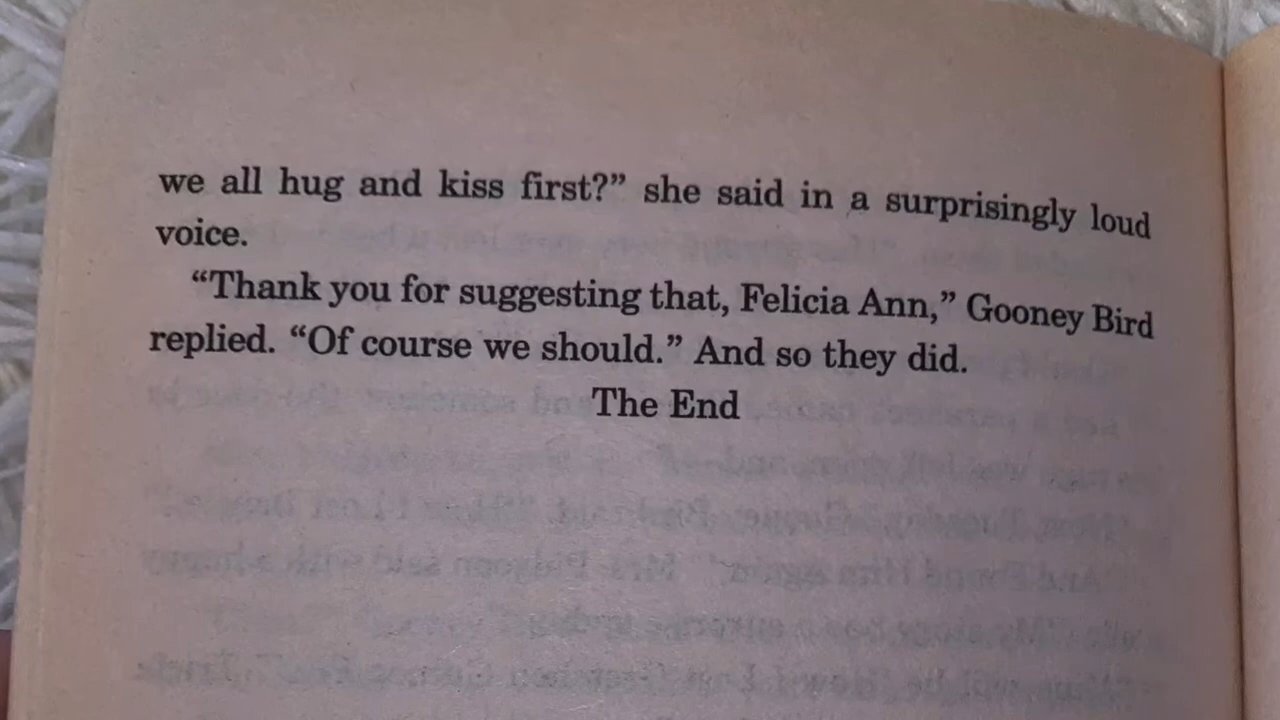 we all hug and kiss first?” she said in a surprisingly loud
voice.
“Thank you for suggesting that, Felicia Ann,” Gooney Bird
replied. “Of course we should.” And so they did.
The End